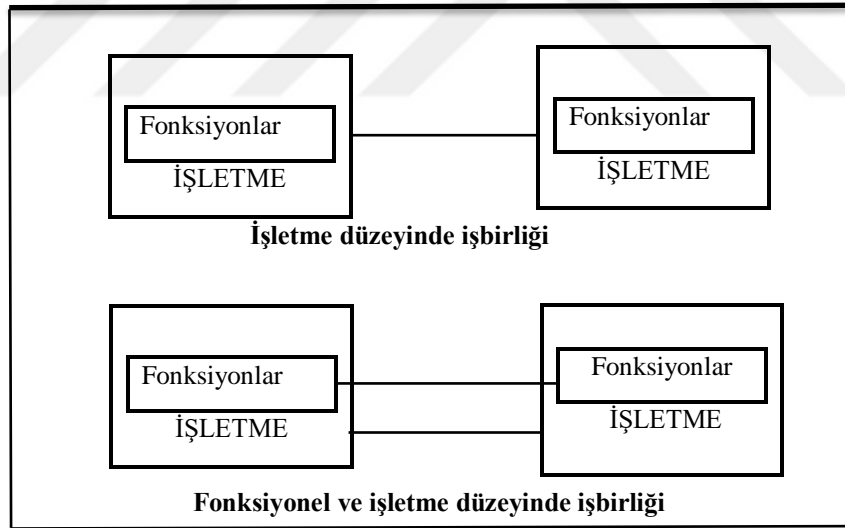 Fonksiyonlar
İŞLETME
Fonksiyonlar
İŞLETME
İşletme düzeyinde işbirliği
Fonksiyonlar
İŞLETME
Fonksiyonlar
İŞLETME
Fonksiyonel ve işletme düzeyinde işbirliği